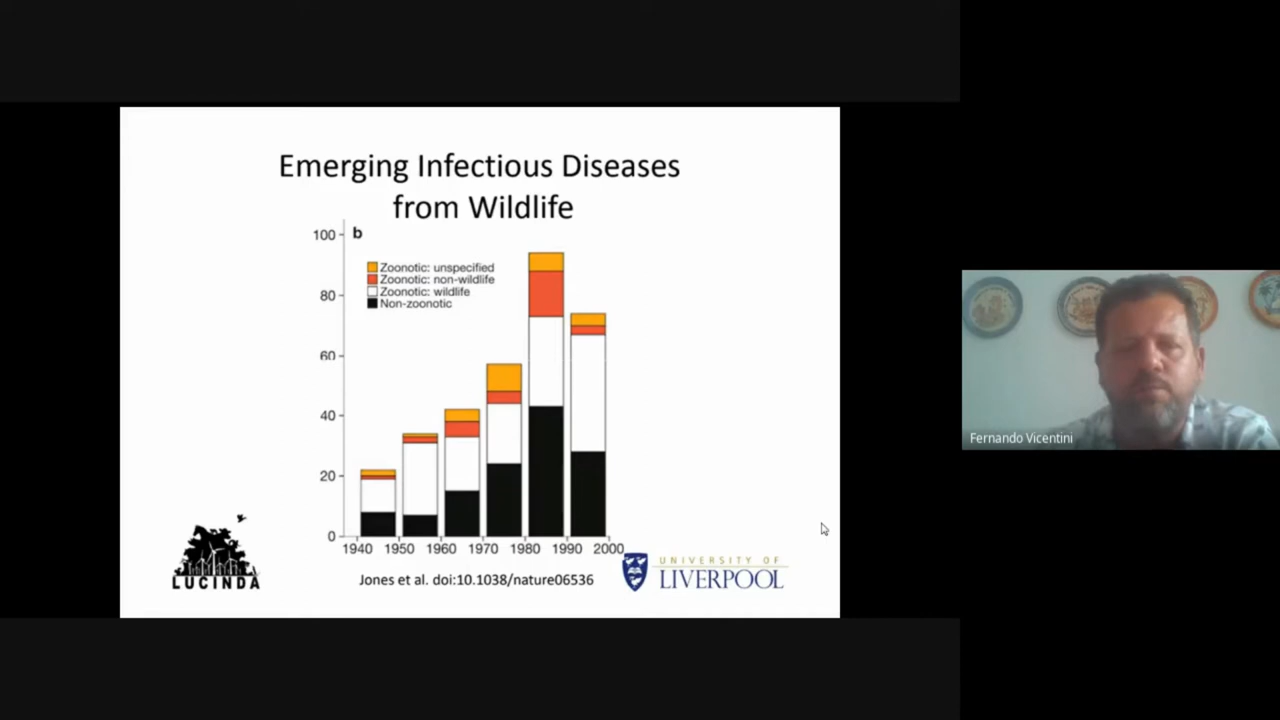 Emerging Infectious Diseases
from Wildlife
b
100
80
60
40
20
0
Zoonotic: unspecified
Zoonotic: non-wildlife
Zoonotic: wildlife
Non-zoonotic
1940 1950 1960 1970 1980 1990 2000
Jones et al. doi:10.1038/nature06536
LUCINDA
UNIVERSITY OF
LIVERPOOL
Fernando Vicentini